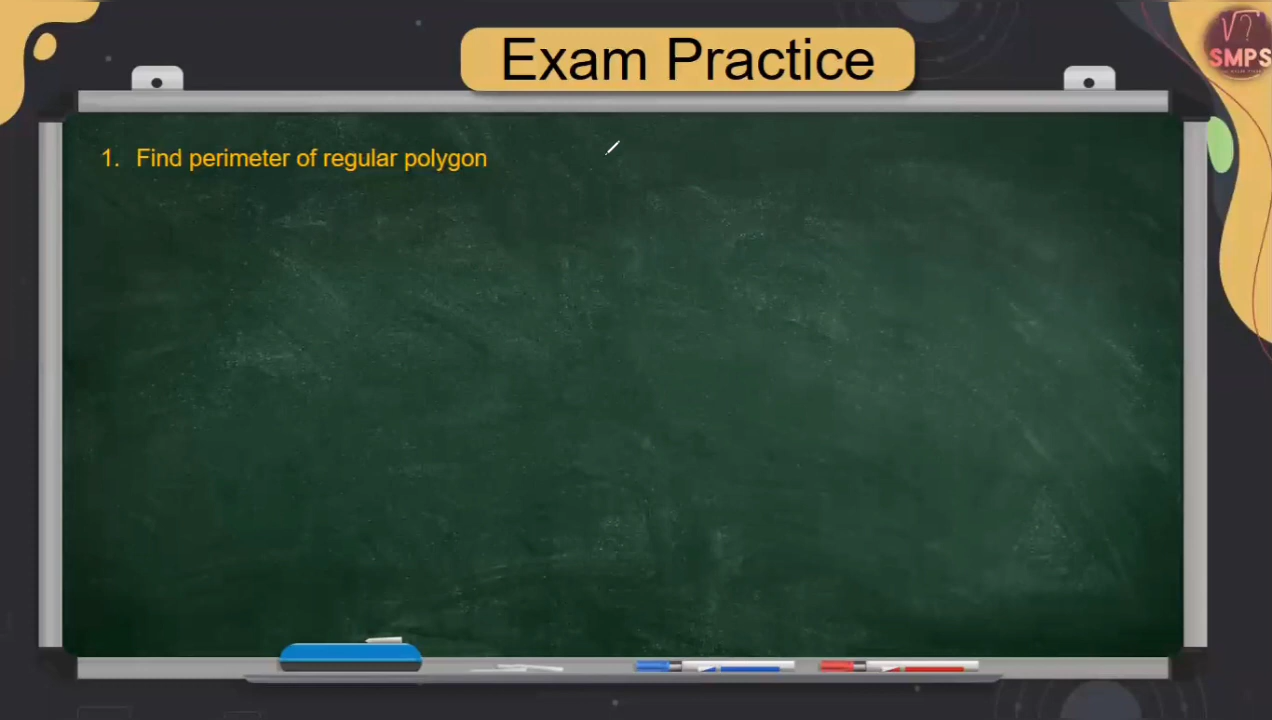 Exam Practice
√?
SMPS
1. Find perimeter of regular polygon